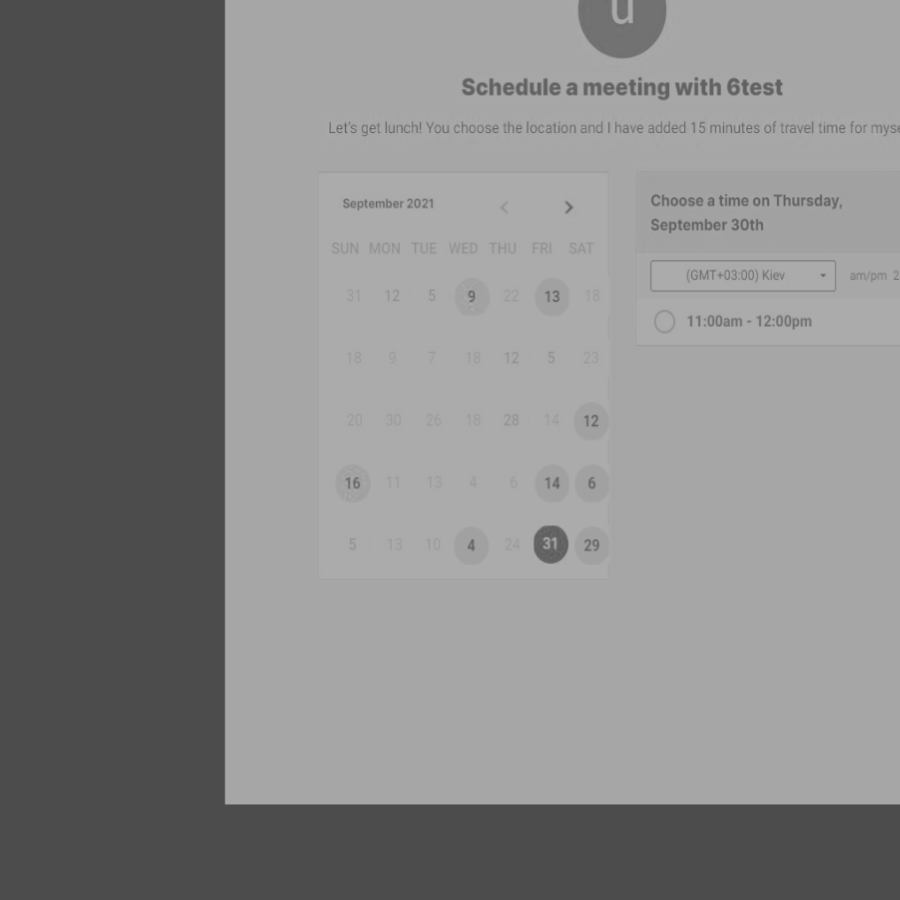 u
Schedule a meeting with 6test
Let's get lunch! You choose the location and I have added 15 minutes of travel time for myse
September 2021
SUN MON TUE WED THU FRI SAT
31 12 5 9 22 13 18
18 9 7 18 12 5 23
20 30 26 18 28 14 12
16 11 13 4 6 14 6
5 13 10 4 24 31 29
Choose a time on Thursday,
September 30th
(GMT+03:00) Kiev am/pm 2
11:00am - 12:00pm